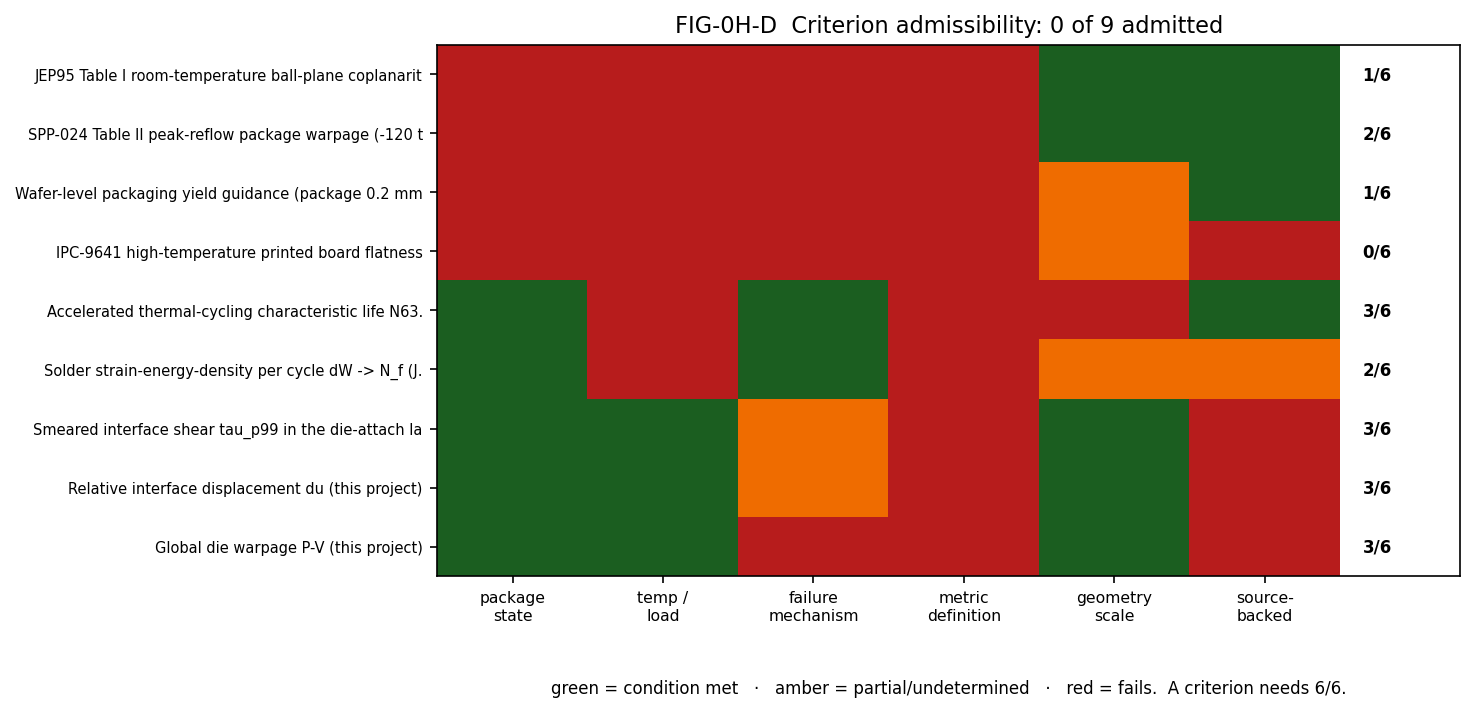 FIG-0H-D  Criterion admissibility: 0 of 9 admitted
JEP95 Table I room-temperature ball-plane coplanarit 1/6
SPP-024 Table II peak-reflow package warpage (-120 t 2/6
Wafer-level packaging yield guidance (package 0.2 mm 1/6
IPC-9641 high-temperature printed board flatness 0/6
Accelerated thermal-cycling characteristic life N63. 3/6
Solder strain-energy-density per cycle dW -> N_f (J. 2/6
Smeared interface shear tau_p99 in the die-attach la 3/6
Relative interface displacement du (this project) 3/6
Global die warpage P-V (this project) 3/6
package state
temp / load
failure mechanism
metric definition
geometry scale
source-backed
green = condition met · amber = partial/undetermined · red = fails. A criterion needs 6/6.